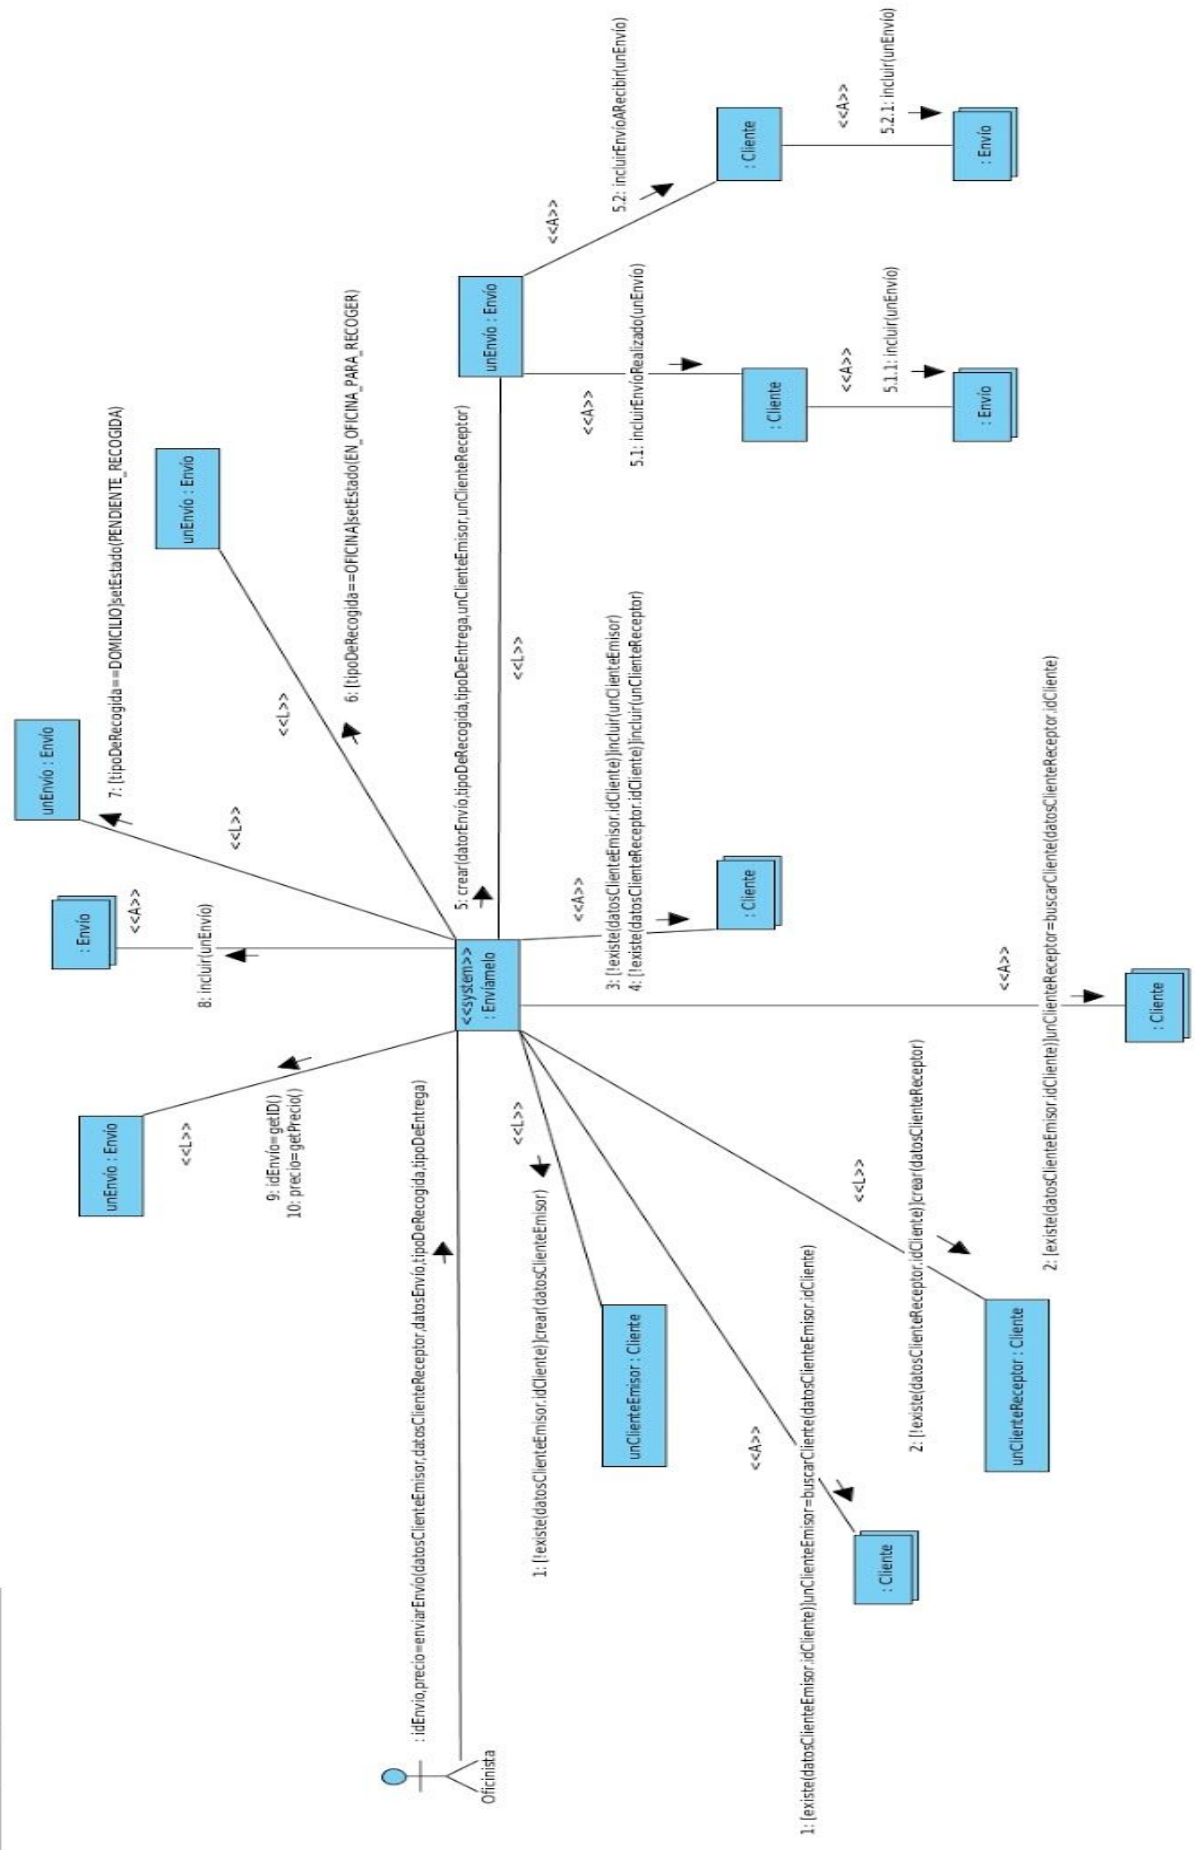 unEnvío : Envío
: Envío
unEnvío : Envío
7: [tipoDeRecogida==DOMICILIO]setEstado(PENDIENTE_RECOGIDA)
<<A>>
<<L>>
unEnvío : Envío
8: incluir(unEnvío)
<<L>>
9: idEnvío=getID()
10: precio=getPrecio()
<<L>>
6: [tipoDeRecogida==OFICINA]setEstado(EN_OFICINA_PARA_RECOGER)
: idEnvio,precio=enviarEnvío(datosClienteEmisor,datosClienteReceptor,datosEnvío,tipoDeRecogida,tipoDeEntrega)
5: crear(datorEnvío,tipoDeRecogida,tipoDeEntrega,unClienteEmisor,unClienteReceptor)
Oficinista
<<system>>
: Envíamelo
unEnvío : Envío
<<L>>
<<L>>
1: [!existe(datosClienteEmisor.idCliente)]crear(datosClienteEmisor)
<<A>>
<<A>>
<<A>>
3: [!existe(datosClienteEmisor.idCliente)]incluir(unClienteEmisor)
4: [!existe(datosClienteReceptor.idCliente)]incluir(unClienteReceptor)
5.2: incluirEnvíoARecibir(unEnvío)
5.1: incluirEnvíoRealizado(unEnvío)
unClienteEmisor : Cliente
: Cliente
: Cliente
: Cliente
<<A>>
1: [existe(datosClienteEmisor.idCliente)]unClienteEmisor=buscarCliente(datosClienteEmisor.idCliente)
<<L>>
<<A>>
<<A>>
: Cliente
5.1.1: incluir(unEnvío)
5.2.1: incluir(unEnvío)
2: [!existe(datosClienteReceptor.idCliente)]crear(datosClienteReceptor)
: Envío
: Envío
<<A>>
unClienteReceptor : Cliente
2: [existe(datosClienteEmisor.idCliente)]unClienteReceptor=buscarCliente(datosClienteReceptor.idCliente)
: Cliente